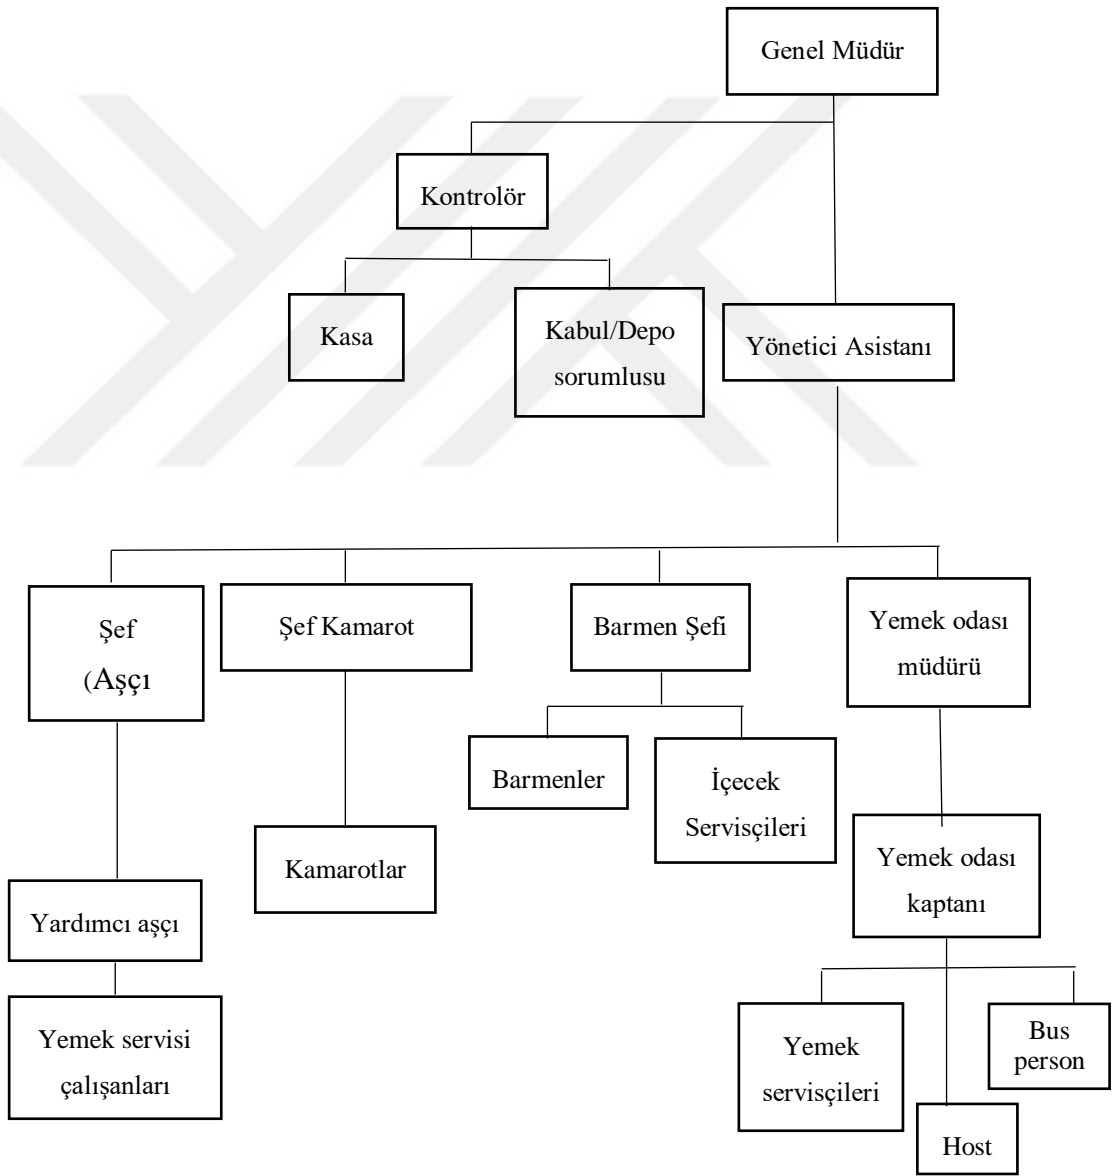 Genel Müdür
Kontrolör
Kasa
Kabul/Depo
sorumlusu
Yönetici Asistanı
Şef
(Aşçı
Şef Kamarot
Barmen Şefi
Yemek odası
müdürü
Barmenler
İçecek
Servisçileri
Kamarotlar
Yemek odası
kaptanı
Yardımcı aşçı
Yemek servisi
çalışanları
Yemek
servisçileri
Bus
person
Host